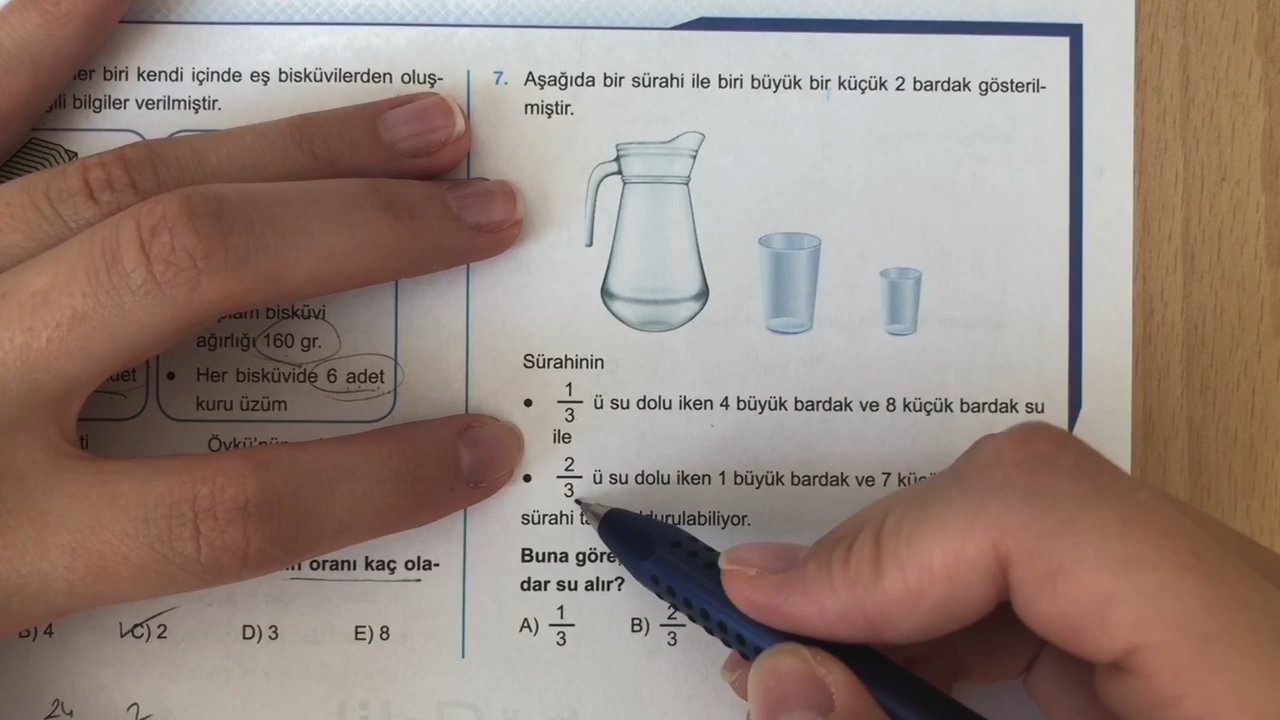 er biri kendi içinde eş bisküvilerden oluş-
bilgiler verilmiştir.
bisküvi
ağırlığı 160 gr.
• Her bisküvide 6 adet
kuru üzüm
oranı kaç ola-
4 C) 2 D) 3 E) 8
24 2
7. Aşağıda bir sürahi ile biri büyük bir küçük 2 bardak gösteril-
miştir.
Sürahinin
• 1/3 ü su dolu iken 4 büyük bardak ve 8 küçük bardak su
ile
• 2/3 ü su dolu iken 1 büyük bardak ve 7
sürahi
Buna göre,
dar su alır?
A) 1/3 B) 2/3